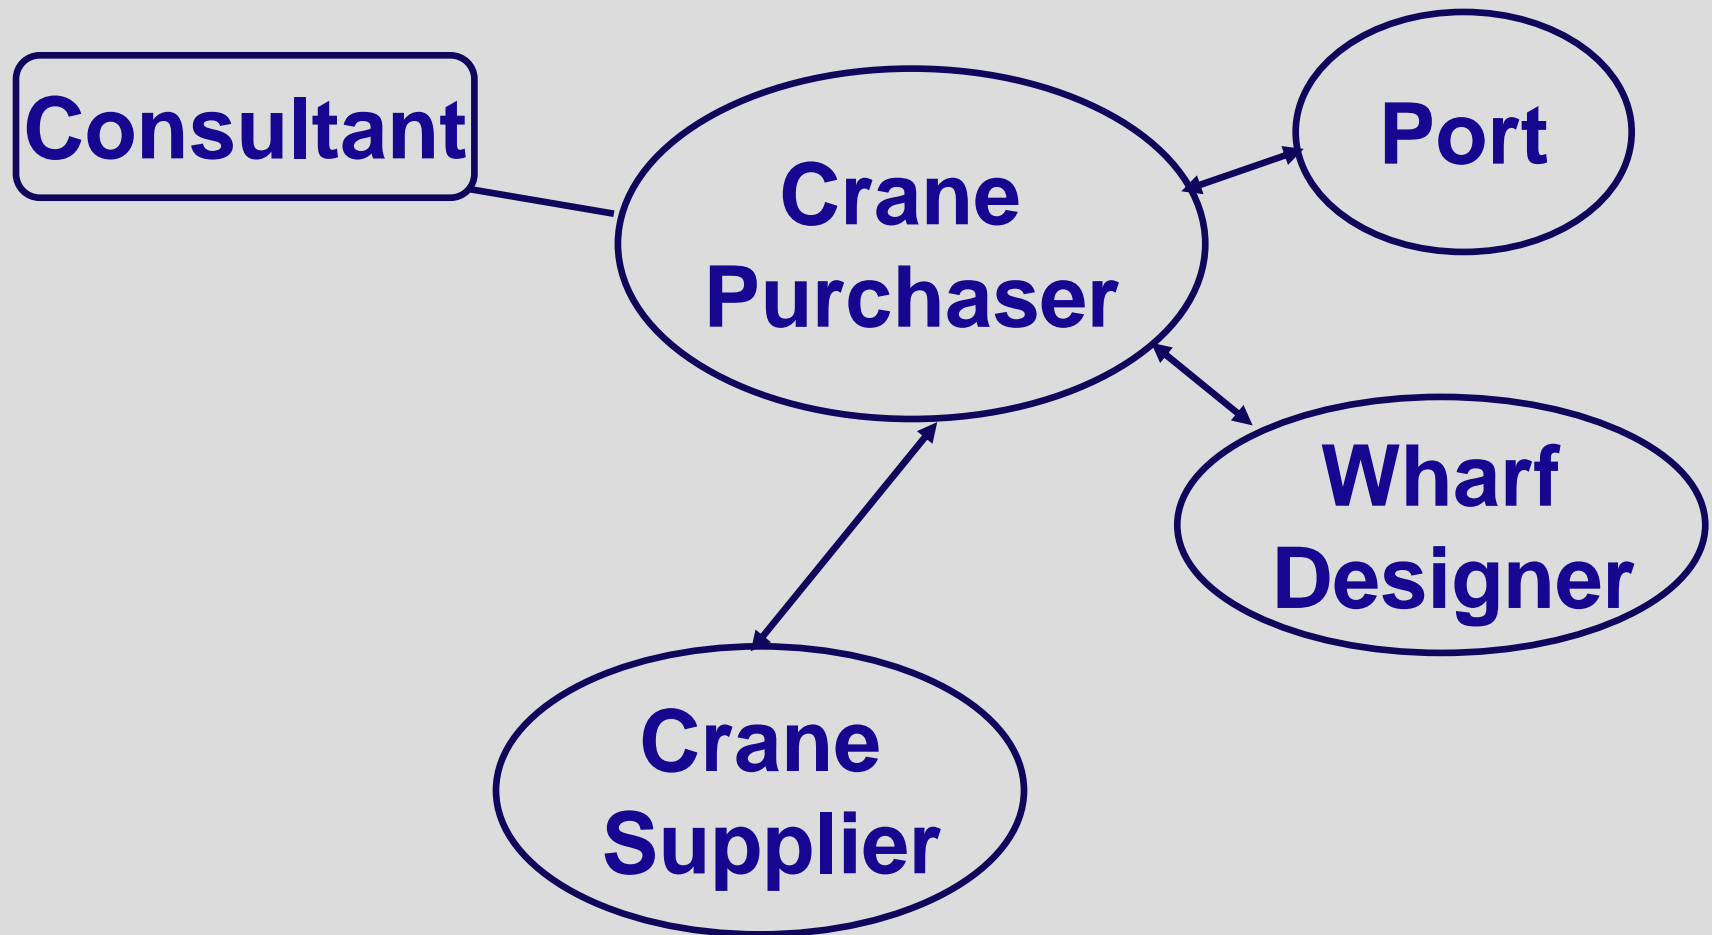 Consultant
Crane
Purchaser
Port
Wharf
Designer
Crane
Supplier